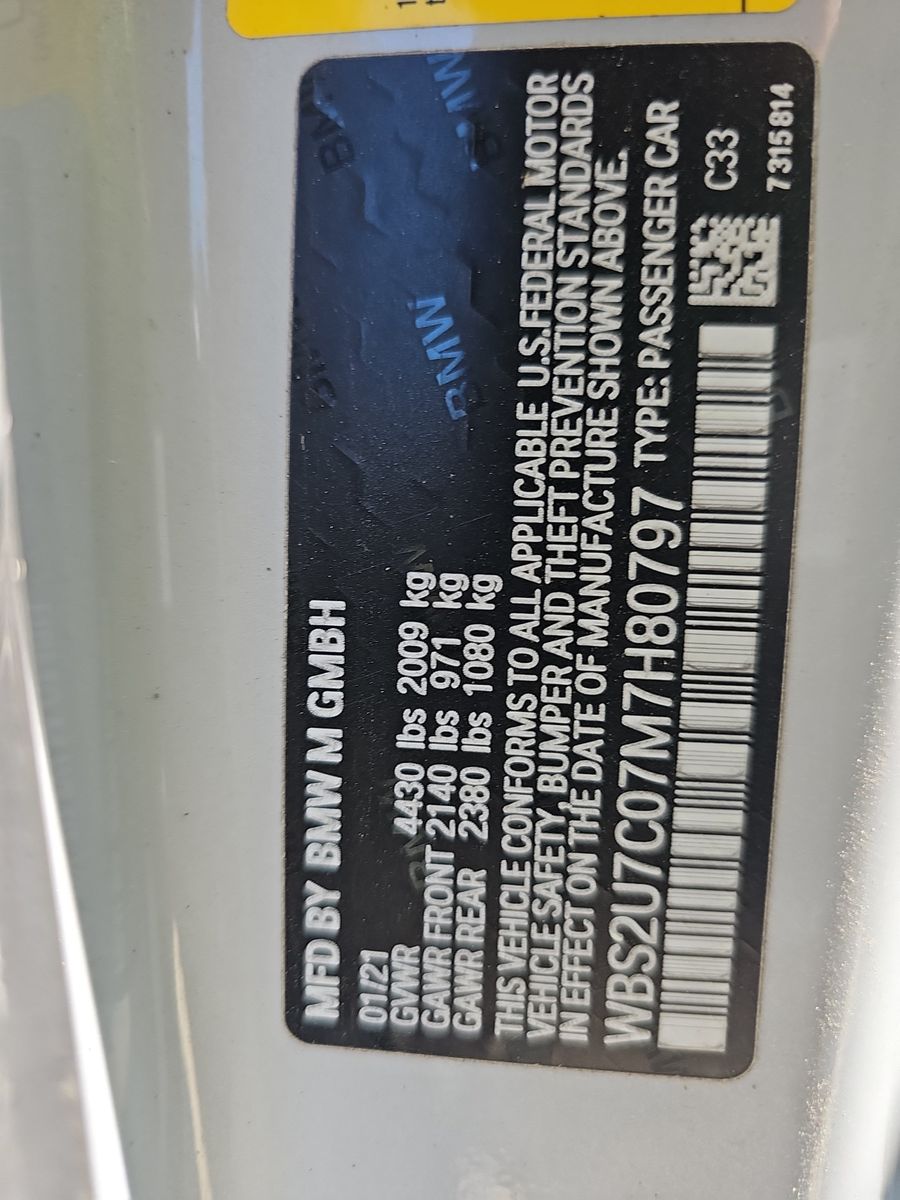 MFD BY BMW M GMBH
01/21
GVWR 4430 lbs 2009 kg
GAWR FRONT 2140 lbs 971 kg
GAWR REAR 2380 lbs 1080 kg
THIS VEHICLE CONFORMS TO ALL APPLICABLE U.S.FEDERAL MOTOR
VEHICLE SAFETY, BUMPER AND THEFT PREVENTION STANDARDS
IN EFFECT ON THE DATE OF MANUFACTURE SHOWN ABOVE.
WBS2U7C07M7H80797 TYPE: PASSENGER CAR
C33
7315814
BMW
BMW